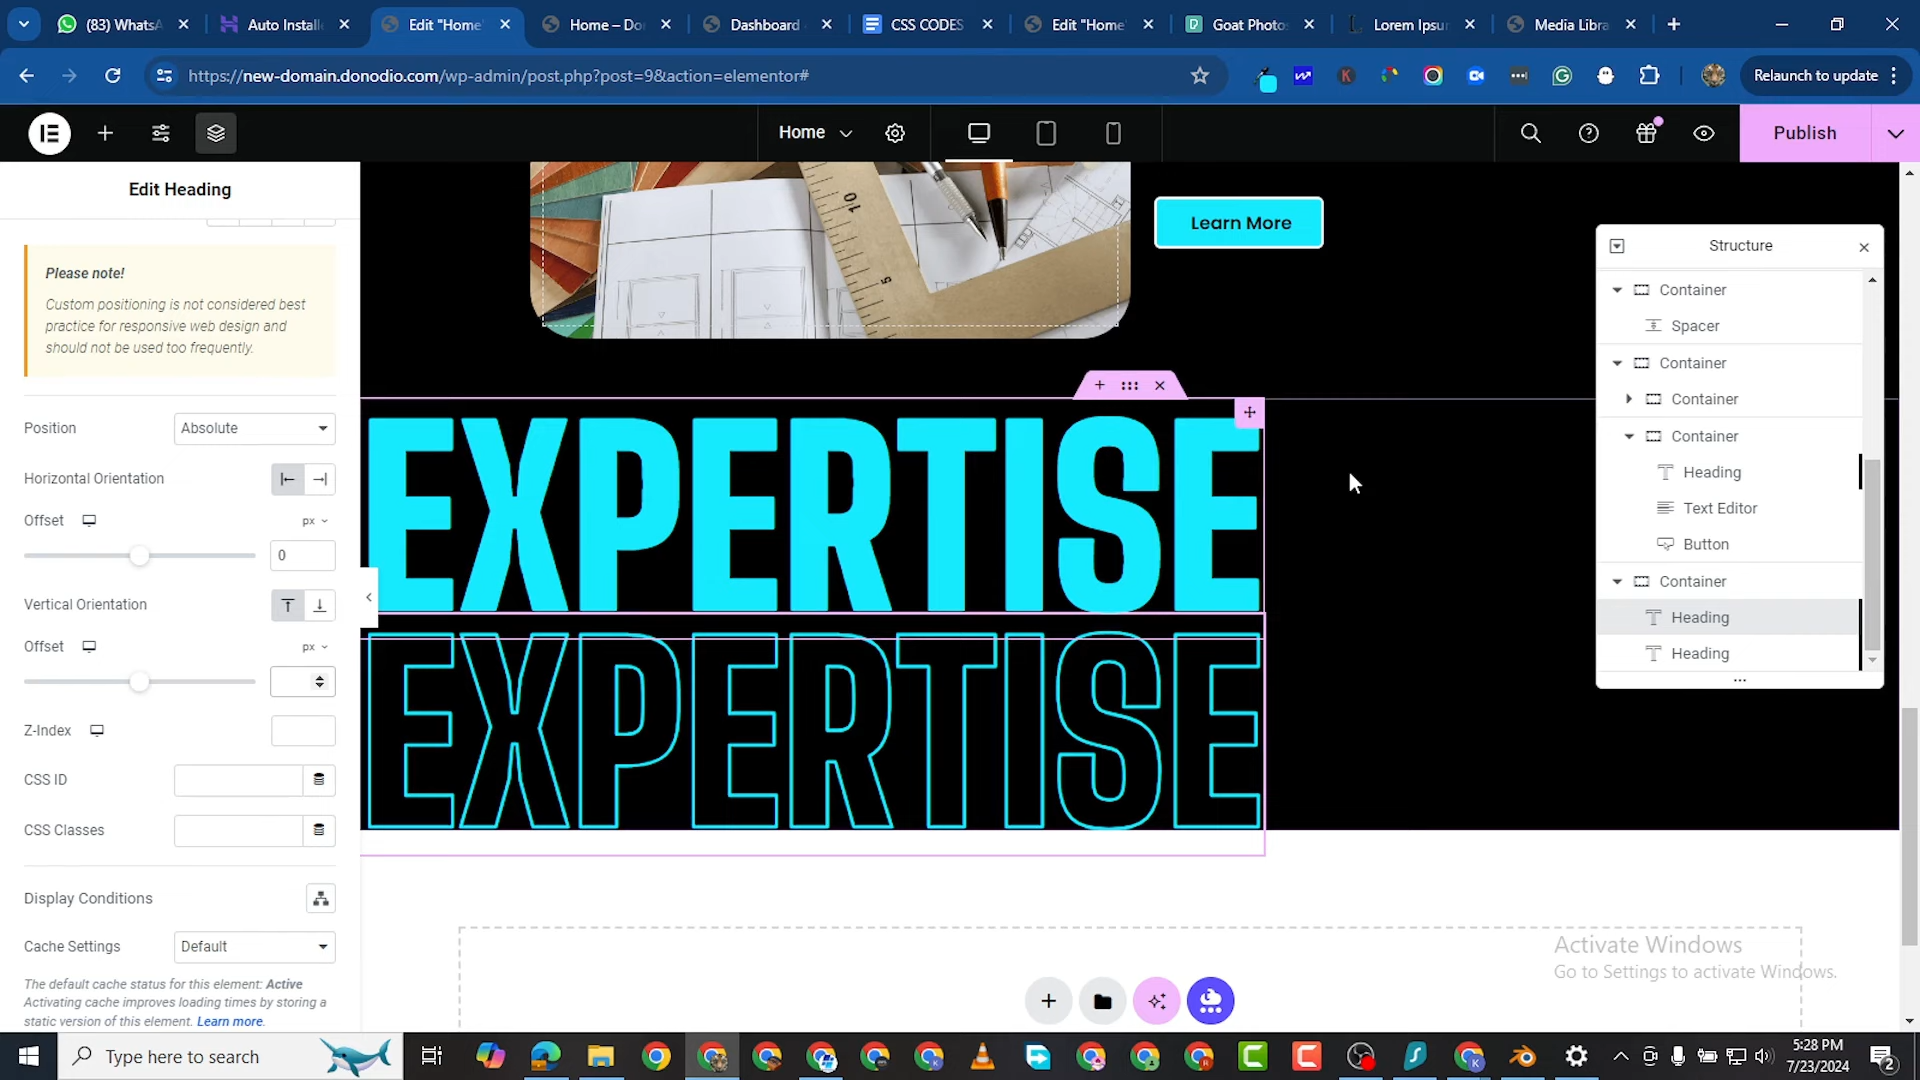 (83) WhatsA
Auto Installe
Edit "Home"
Home – Do
Dashboard
CSS CODES
Edit "Home"
Goat Photos
Lorem Ipsu
Media Libra
https://new-domain.donodio.com/wp-admin/post.php?post=9&action=elementor#
Relaunch to update
Home
Publish
Edit Heading
Please note!
Custom positioning is not considered best
practice for responsive web design and
should not be used too frequently.
Position
Absolute
Horizontal Orientation
Offset
px
0
Vertical Orientation
Offset
px
Z-Index
CSS ID
CSS Classes
Display Conditions
Cache Settings
Default
The default cache status for this element: Active
Activating cache improves loading times by storing a
static version of this element. Learn more.
10
5
Learn More
EXPERTISE
EXPERTISE
Structure
Container
Spacer
Container
Container
Container
Heading
Text Editor
Button
Container
Heading
Heading
Activate Windows
Go to Settings to activate Windows.
Type here to search
5:28 PM
7/23/2024
2